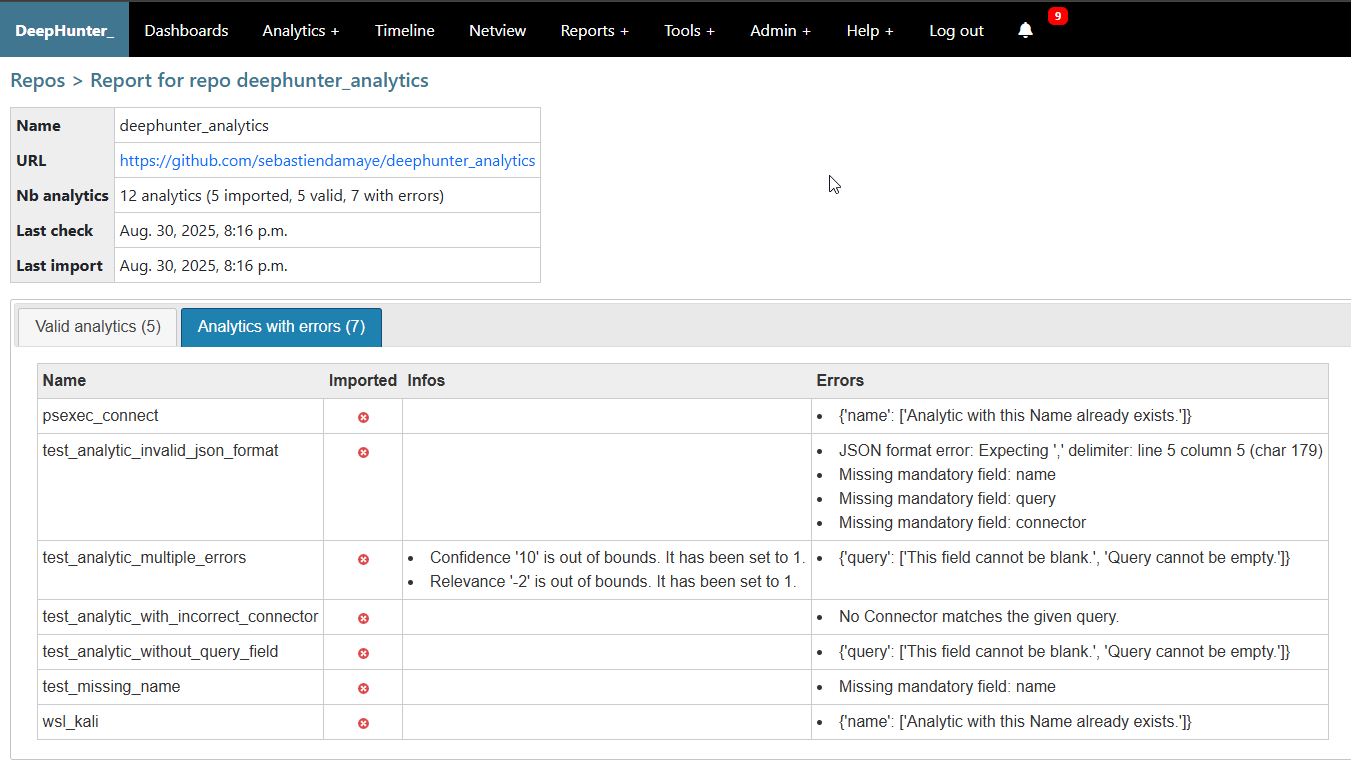 DeepHunter_ Dashboards Analytics + Timeline Netview Reports + Tools + Admin + Help + Log out 9
Repos > Report for repo deephunter_analytics
Name deephunter_analytics
URL https://github.com/sebastiendamaye/deephunter_analytics
Nb analytics 12 analytics (5 imported, 5 valid, 7 with errors)
Last check Aug. 30, 2025, 8:16 p.m.
Last import Aug. 30, 2025, 8:16 p.m.
Valid analytics (5) Analytics with errors (7)
Name Imported Infos Errors
psexec_connect • {'name': ['Analytic with this Name already exists.']}
test_analytic_invalid_json_format • JSON format error: Expecting ',' delimiter: line 5 column 5 (char 179)
• Missing mandatory field: name
• Missing mandatory field: query
• Missing mandatory field: connector
test_analytic_multiple_errors • Confidence '10' is out of bounds. It has been set to 1. • {'query': ['This field cannot be blank.', 'Query cannot be empty.']}
• Relevance '-2' is out of bounds. It has been set to 1.
test_analytic_with_incorrect_connector • No Connector matches the given query.
test_analytic_without_query_field • {'query': ['This field cannot be blank.', 'Query cannot be empty.']}
test_missing_name • Missing mandatory field: name
wsl_kali • {'name': ['Analytic with this Name already exists.']}